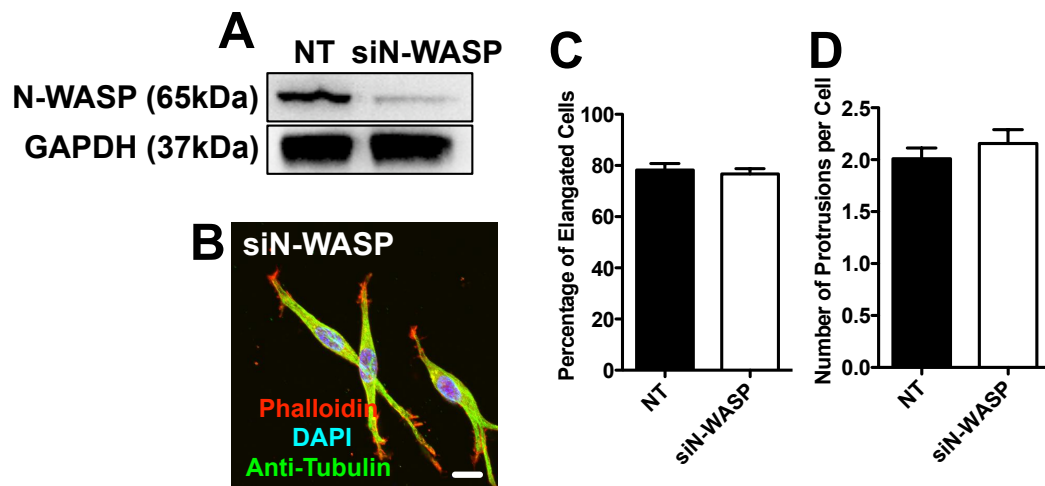 A
NT siN-WASP
N-WASP (65kDa)
GAPDH (37kDa)
B
siN-WASP
Phalloidin
DAPI
Anti-Tubulin
C
Percentage of Elangated Cells
100
80
60
40
20
0
NT
siN-WASP
D
Number of Protrusions per Cell
2.5
2.0
1.5
1.0
0.5
0.0
NT
siN-WASP